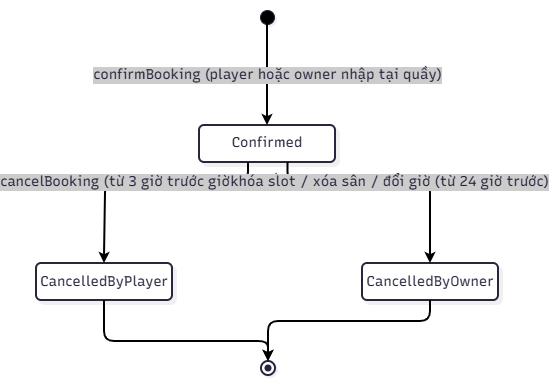 confirmBooking (player hoặc owner nhập tại quầy)
Confirmed
cancelBooking (từ 3 giờ trước giờ
khóa slot / xóa sân / đổi giờ (từ 24 giờ trước)
CancelledByPlayer
CancelledByOwner